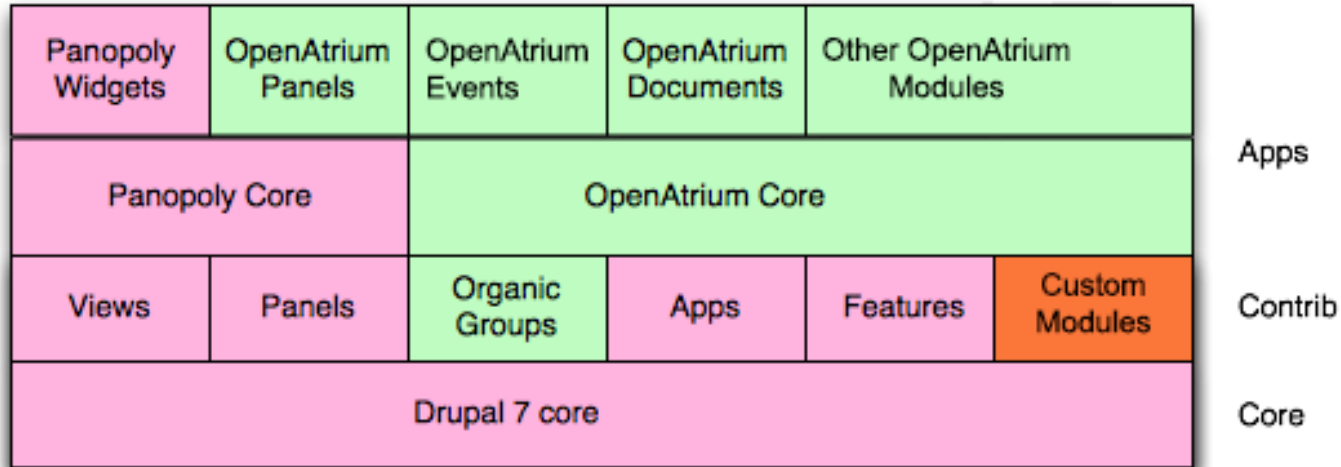 Panopoly
Widgets
OpenAtrium
Panels
OpenAtrium
Events
OpenAtrium
Documents
Other OpenAtrium
Modules
Apps
Panopoly Core
OpenAtrium Core
Views
Panels
Organic
Groups
Apps
Features
Custom
Modules
Contrib
Drupal 7 core
Core